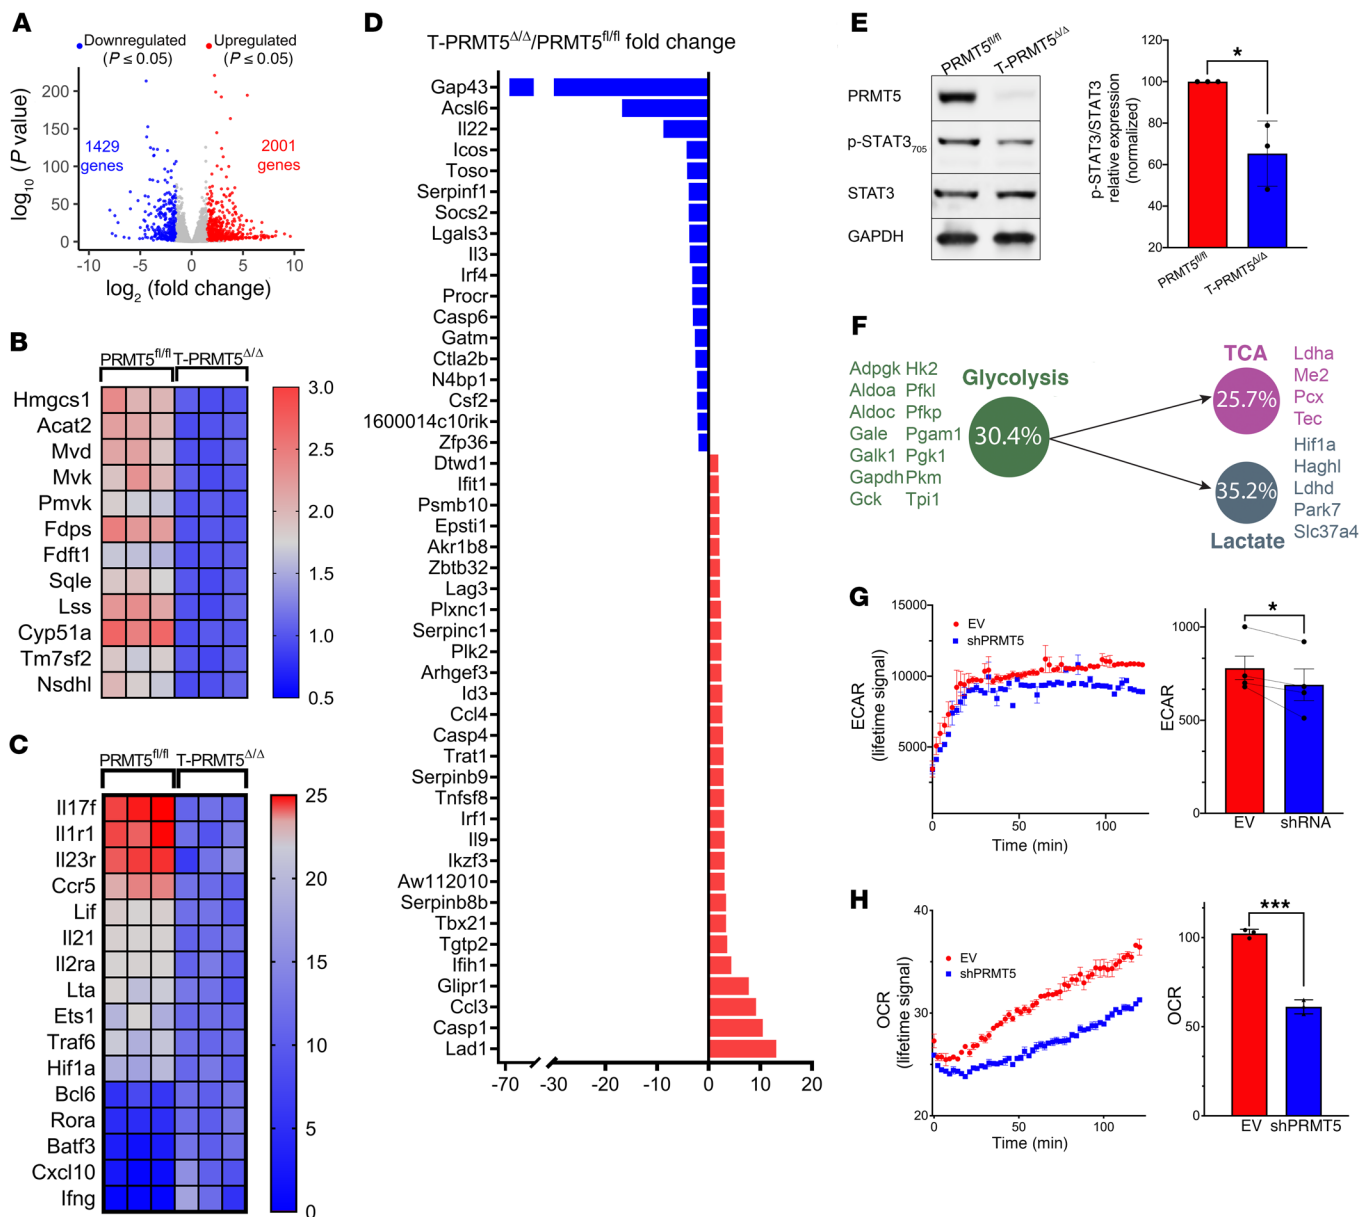 A
Downregulated
(P ≤ 0.05)
Upregulated
(P ≤ 0.05)
log10 (P value)
200
150
100
50
0
1429
genes
2001
genes
-10
-5
0
5
10
log2 (fold change)
B
PRMT5fl/fl
T-PRMT5Δ/Δ
Hmgcs1
Acat2
Mvd
Mvk
Pmvk
Fdps
Fdft1
Sqle
Lss
Cyp51a
Tm7sf2
Nsdhl
3.0
2.5
2.0
1.5
1.0
0.5
C
PRMT5fl/fl
T-PRMT5Δ/Δ
Il17f
Il1r1
Il23r
Ccr5
Lif
Il21
Il2ra
Lta
Ets1
Traf6
Hif1a
Bcl6
Rora
Batf3
Cxcl10
Ifng
25
20
15
10
5
0
D
T-PRMT5Δ/Δ/PRMT5fl/fl fold change
Gap43
Acsl6
Il22
Icos
Toso
Serpinf1
Socs2
Lgals3
Il3
Irf4
Procr
Casp6
Gatm
Ctla2b
N4bp1
Csf2
1600014c10rik
Zfp36
Dtwd1
Ifit1
Psmb10
Epsti1
Akr1b8
Zbtb32
Lag3
Plxnc1
Serpinc1
Plk2
Arhgef3
Id3
Ccl4
Casp4
Trat1
Serpinb9
Tnfsf8
Irf1
Il9
Ikzf3
Aw112010
Serpinb8b
Tbx21
Tgtp2
Ifih1
Glipr1
Ccl3
Casp1
Lad1
-70
-30
-20
-10
0
10
20
E
PRMT5fl/fl
T-PRMT5Δ/Δ
PRMT5
p-STAT3705
STAT3
GAPDH
p-STAT3/STAT3
relative expression
(normalized)
120
100
80
60
40
20
*
PRMT5fl/fl
T-PRMT5Δ/Δ
F
Adpgk Hk2
Aldoa Pfkl
Aldoc Pfkp
Gale Pgam1
Galk1 Pgk1
Gapdh Pkm
Gck Tpi1
Glycolysis
30.4%
TCA
25.7%
Ldha
Me2
Pcx
Tec
35.2%
Lactate
Hif1a
Haghl
Ldhd
Park7
Slc37a4
G
ECAR
(lifetime signal)
15000
10000
5000
EV
shPRMT5
0
50
100
Time (min)
ECAR
1000
500
0
*
EV
shRNA
H
OCR
(lifetime signal)
40
30
20
EV
shPRMT5
0
50
100
Time (min)
OCR
100
50
0
***
EV
shPRMT5